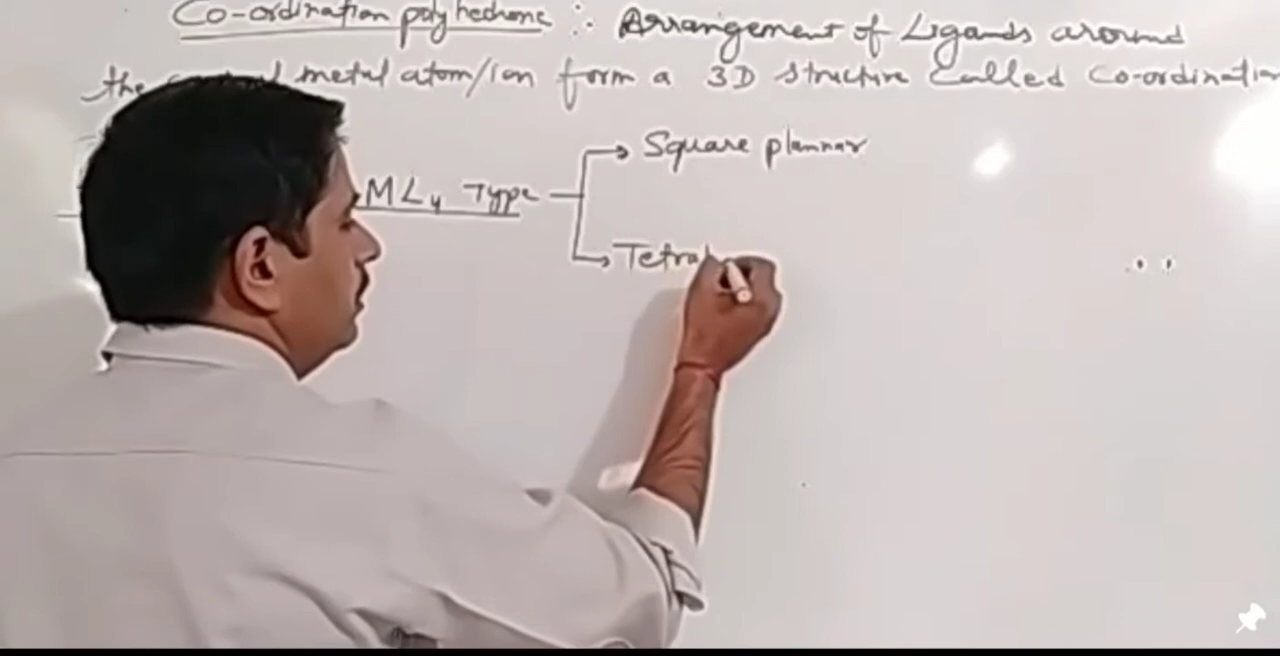 Co-ordination polyhedrone : Arrangement of Ligands around
the metal atom/ion form a 3D structure Called Co-ordination
ML4 Type
Square plannar
Tetra